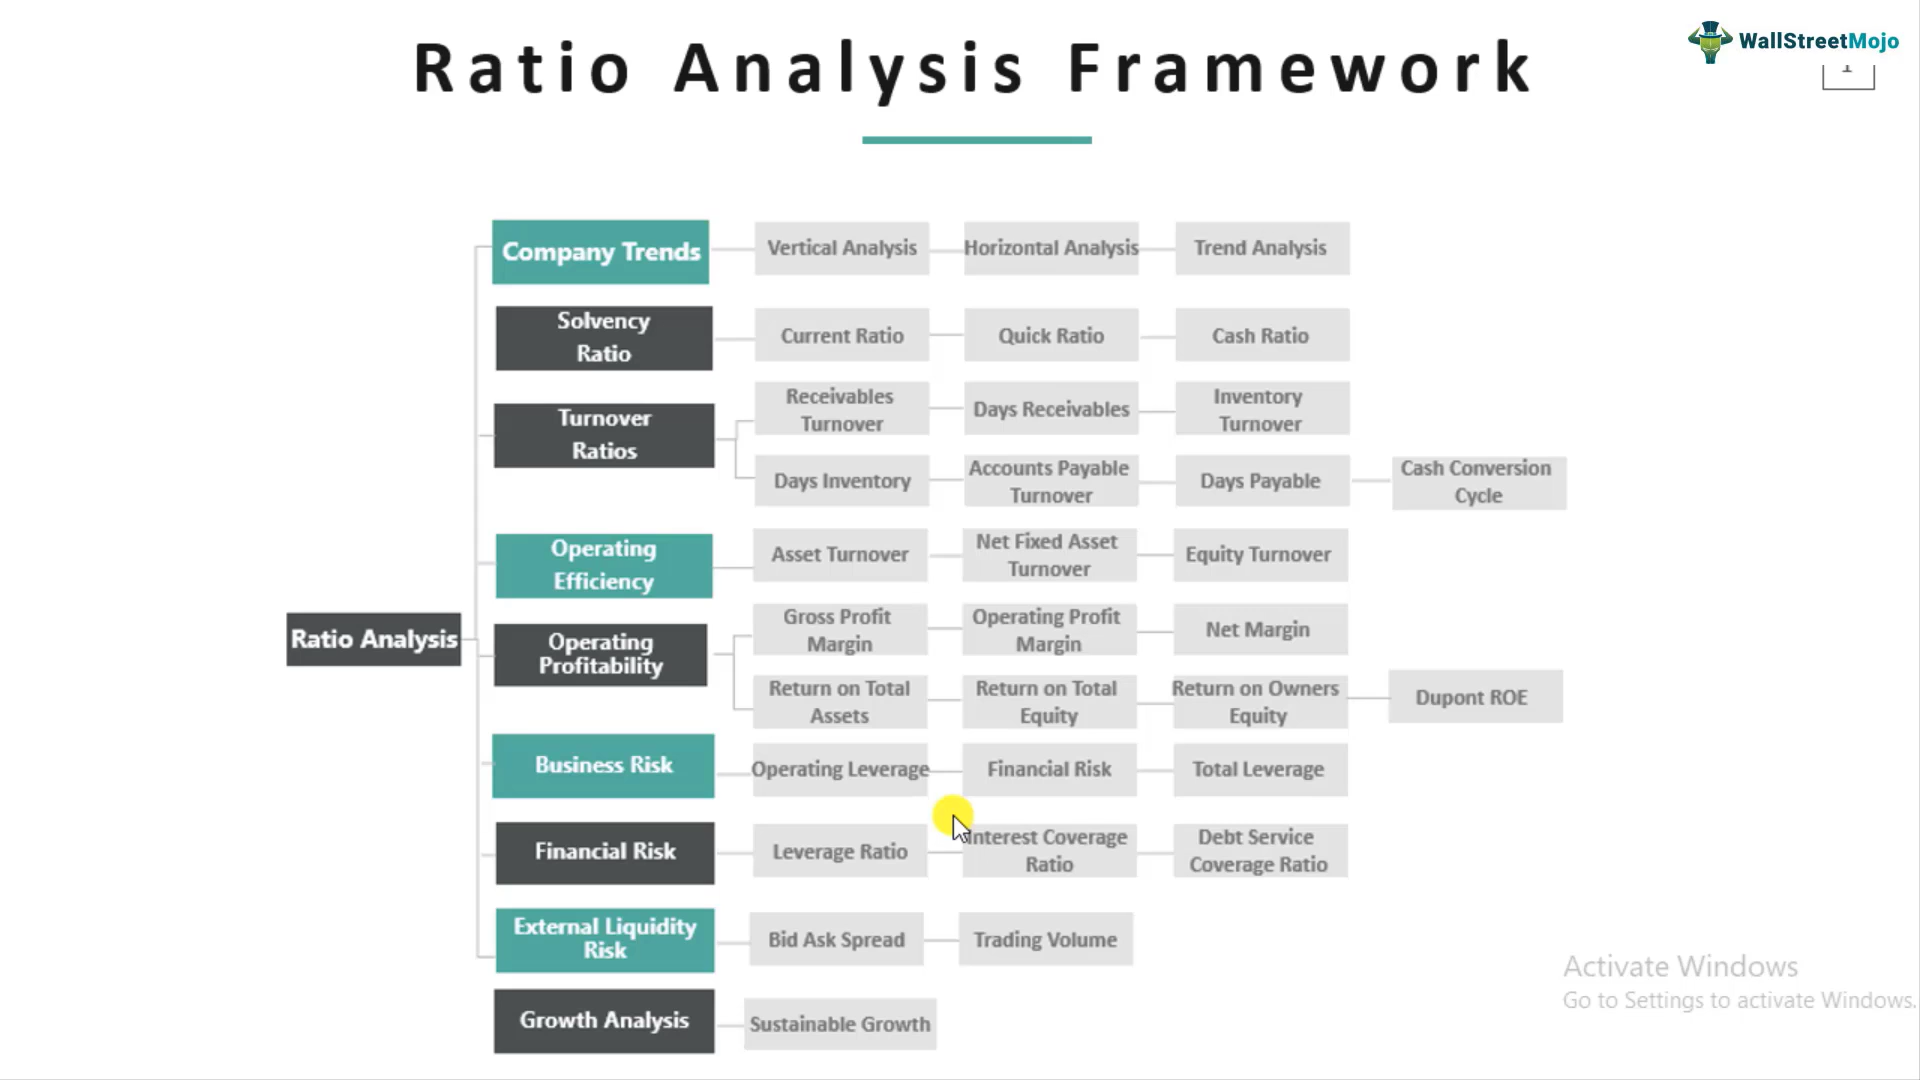 Ratio Analysis Framework
WallStreetMojo
1
Company Trends
Vertical Analysis
Horizontal Analysis
Trend Analysis
Solvency
Ratio
Current Ratio
Quick Ratio
Cash Ratio
Turnover
Ratios
Receivables
Turnover
Days Receivables
Inventory
Turnover
Days Inventory
Accounts Payable
Turnover
Days Payable
Cash Conversion
Cycle
Operating
Efficiency
Asset Turnover
Net Fixed Asset
Turnover
Equity Turnover
Ratio Analysis
Operating
Profitability
Gross Profit
Margin
Operating Profit
Margin
Net Margin
Return on Total
Assets
Return on Total
Equity
Return on Owners
Equity
Dupont ROE
Business Risk
Operating Leverage
Financial Risk
Total Leverage
Financial Risk
Leverage Ratio
Interest Coverage
Ratio
Debt Service
Coverage Ratio
External Liquidity
Risk
Bid Ask Spread
Trading Volume
Growth Analysis
Sustainable Growth
Activate Windows
Go to Settings to activate Windows.